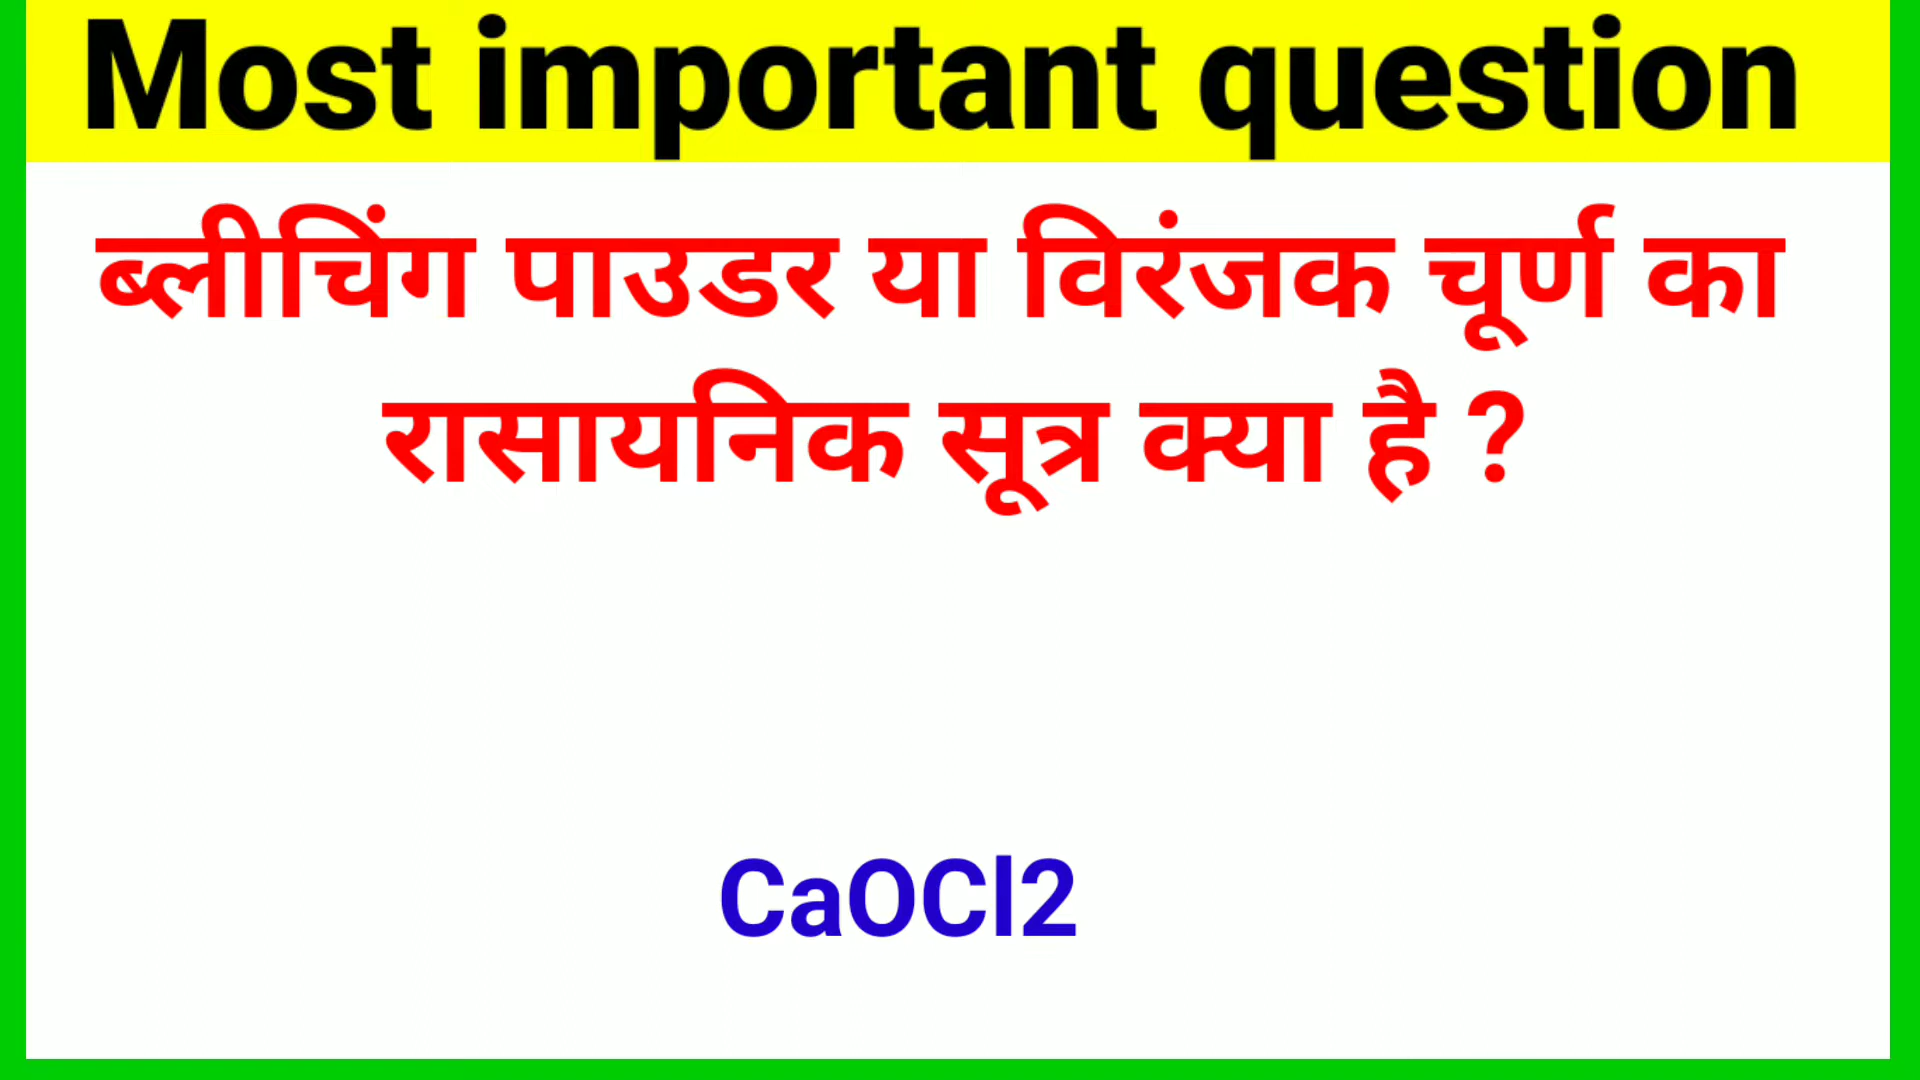 Most important question
ब्लीचिंग पाउडर या विरंजक चूर्ण का
रासायनिक सूत्र क्या है ?
CaOCl2